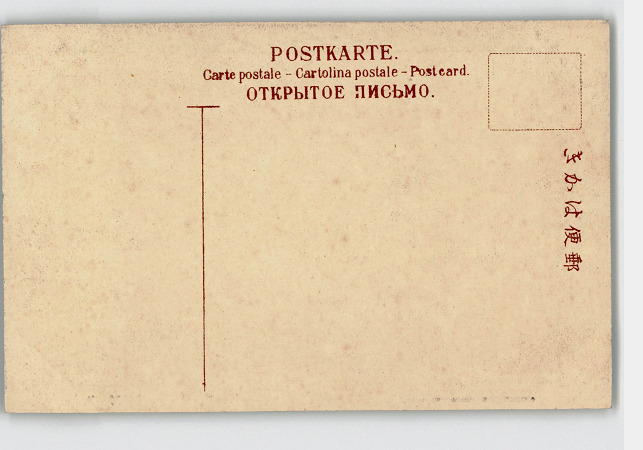 POSTKARTE.
Carte postale – Cartolina postale – Postcard.
ОТКРЫТОЕ ПИСЬМО.
きかは便郵